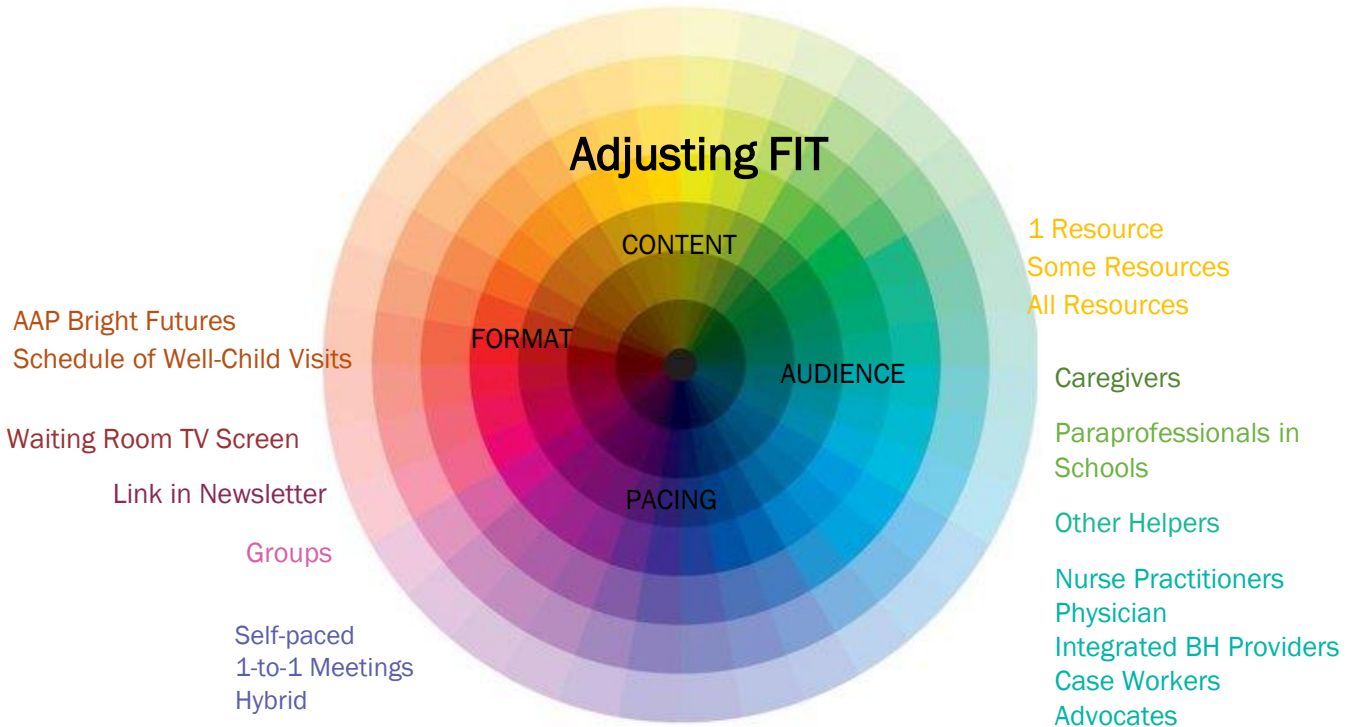 Adjusting FIT
CONTENT
FORMAT
AUDIENCE
PACING
AAP Bright Futures
Schedule of Well-Child Visits
Waiting Room TV Screen
Link in Newsletter
Groups
Self-paced
1-to-1 Meetings
Hybrid
1 Resource
Some Resources
All Resources
Caregivers
Paraprofessionals in
Schools
Other Helpers
Nurse Practitioners
Physician
Integrated BH Providers
Case Workers
Advocates